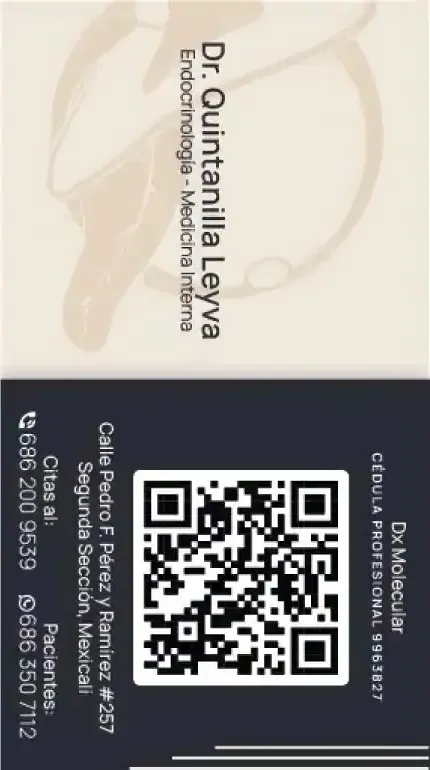 Dr. Quintanilla Leyva
Endocrinología - Medicina Interna
Dx Molecular
CÉDULA PROFESIONAL 9963827
Calle Pedro F. Pérez y Ramírez #257
Segunda Sección, Mexicali
Citas al:
686 200 9539
Pacientes:
686 350 7112